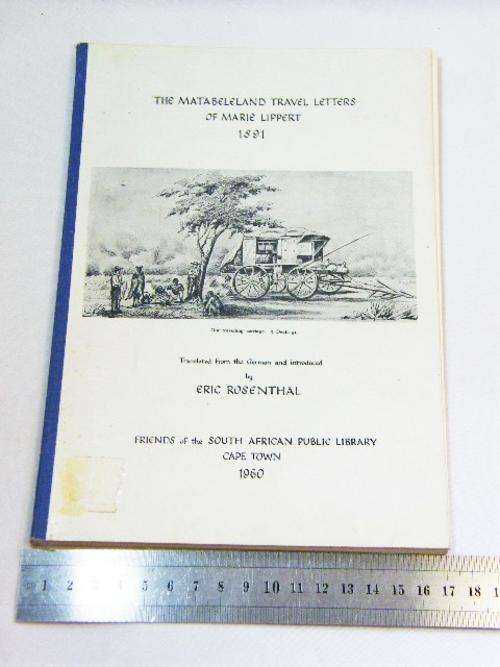 THE MATABELELAND TRAVEL LETTERS
OF MARIE LIPPERT
1891
Translated from the German and introduced
by
ERIC ROSENTHAL
FRIENDS of the SOUTH AFRICAN PUBLIC LIBRARY
CAPE TOWN
1960
1 2 3 4 5 6 7 8 9 10 11 12 13 14 15 16 17 18